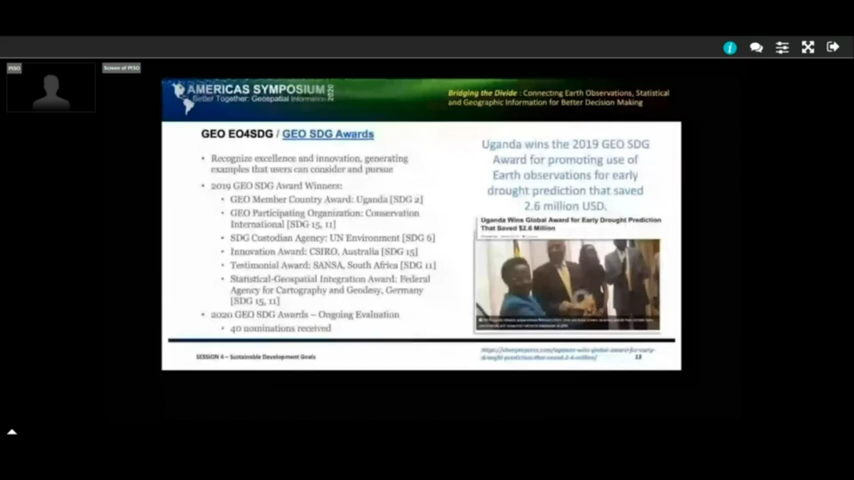 PESO
Screen of PESO
AMERICAS SYMPOSIUM
2020
Better Together: Geospatial Information
Bridging the Divide : Connecting Earth Observations, Statistical
and Geographic Information for Better Decision Making
GEO EO4SDG / GEO SDG Awards
• Recognize excellence and innovation, generating
examples that users can consider and pursue
• 2019 GEO SDG Award Winners:
• GEO Member Country Award: Uganda [SDG 2]
• GEO Participating Organization: Conservation
International [SDG 15, 11]
• SDG Custodian Agency: UN Environment [SDG 6]
• Innovation Award: CSIRO, Australia [SDG 15]
• Testimonial Award: SANSA, South Africa [SDG 11]
• Statistical-Geospatial Integration Award: Federal
Agency for Cartography and Geodesy, Germany
[SDG 15, 11]
• 2020 GEO SDG Awards – Ongoing Evaluation
• 40 nominations received
Uganda wins the 2019 GEO SDG
Award for promoting use of
Earth observations for early
drought prediction that saved
2.6 million USD.
Uganda Wins Global Award for Early Drought Prediction
That Saved $2.6 Million
SESSION 4 – Sustainable Development Goals
13